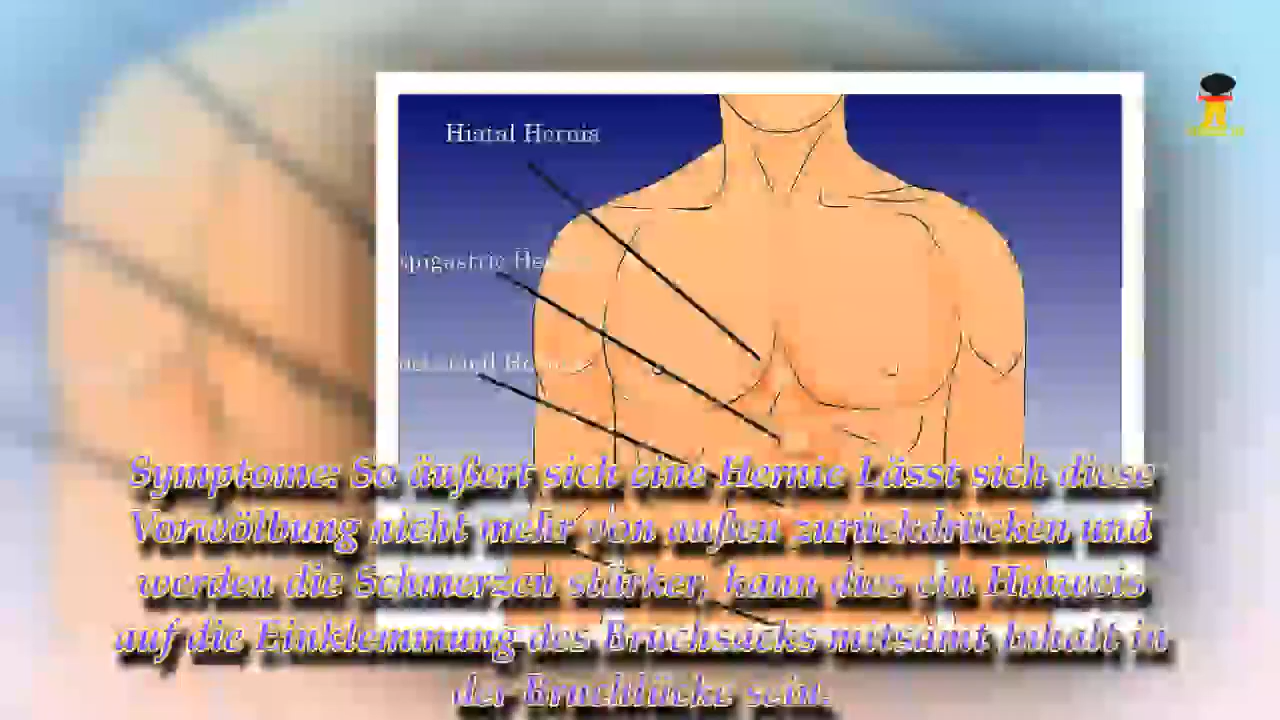 Hiatal Hernia
Symptome: So äußert sich eine Hernie Lässt sich diese
Vorwölbung nicht mehr von außen zurückdrücken und
werden die Schmerzen stärker, kann dies ein Hinweis
auf die Einklemmung des Bruchsacks mitsamt Inhalt in
der Bruchlücke sein.